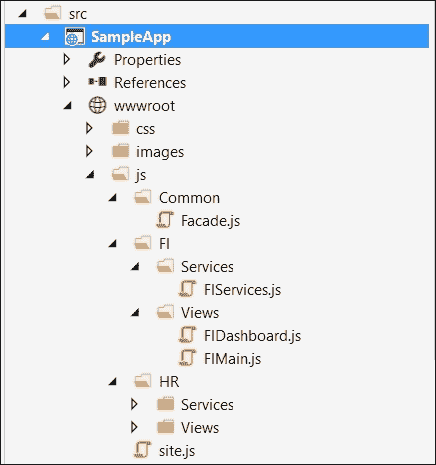 src
SampleApp
Properties
References
wwwroot
css
images
js
Common
Facade.js
FI
Services
FIServices.js
Views
FIDashboard.js
FIMain.js
HR
Services
Views
site.js